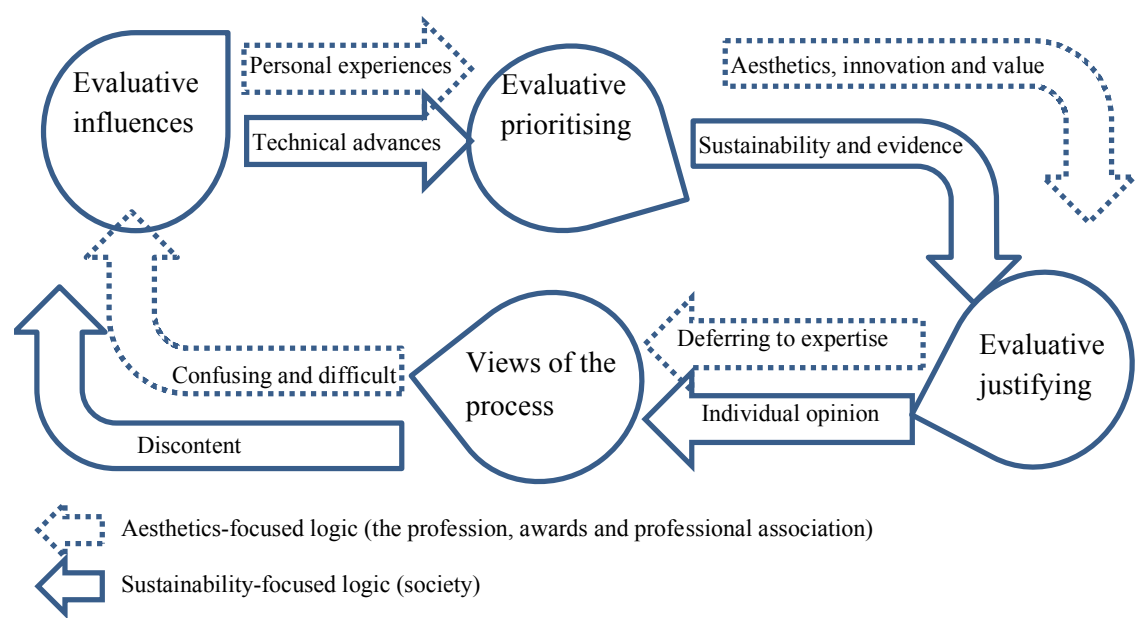 Evaluative
influences
Personal experiences
Technical advances
Evaluative
prioritising
Aesthetics, innovation and value
Sustainability and evidence
Evaluative
justifying
Deferring to expertise
Individual opinion
Views of the
process
Confusing and difficult
Discontent
Aesthetics-focused logic (the profession, awards and professional association)
Sustainability-focused logic (society)